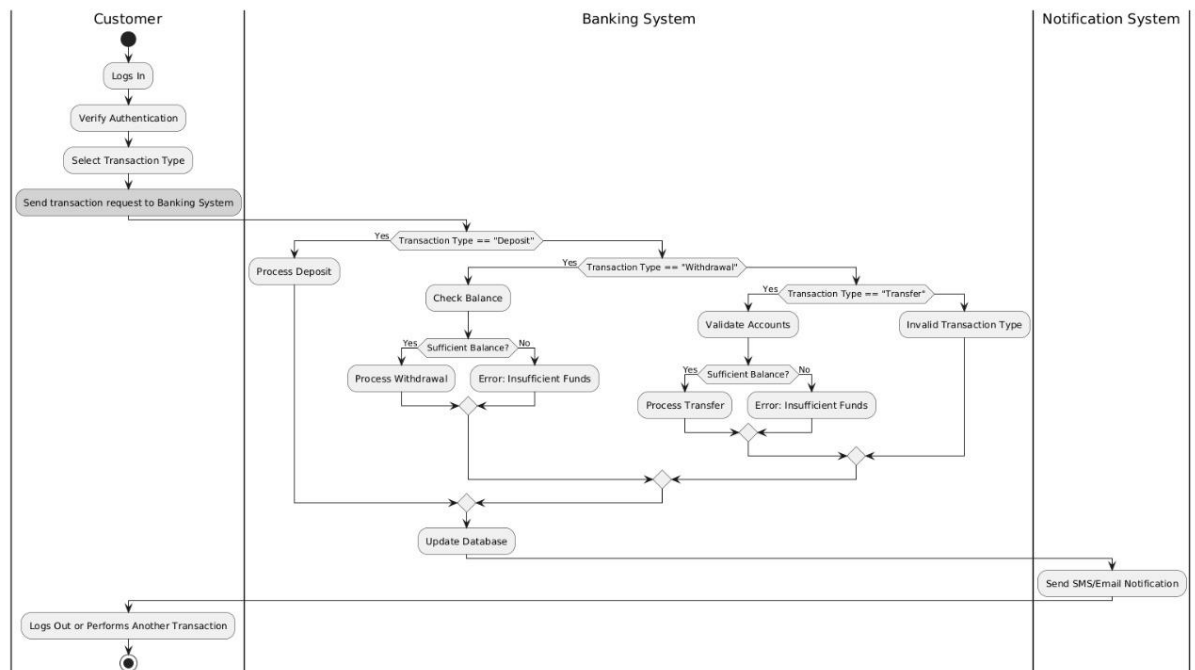 Customer
Banking System
Notification System
Logs In
Verify Authentication
Select Transaction Type
Send transaction request to Banking System
Yes
Transaction Type == "Deposit"
Process Deposit
Yes
Transaction Type == "Withdrawal"
Check Balance
Yes
Transaction Type == "Transfer"
Validate Accounts
Invalid Transaction Type
Yes
Sufficient Balance?
No
Process Withdrawal
Error: Insufficient Funds
Yes
Sufficient Balance?
No
Process Transfer
Error: Insufficient Funds
Update Database
Send SMS/Email Notification
Logs Out or Performs Another Transaction